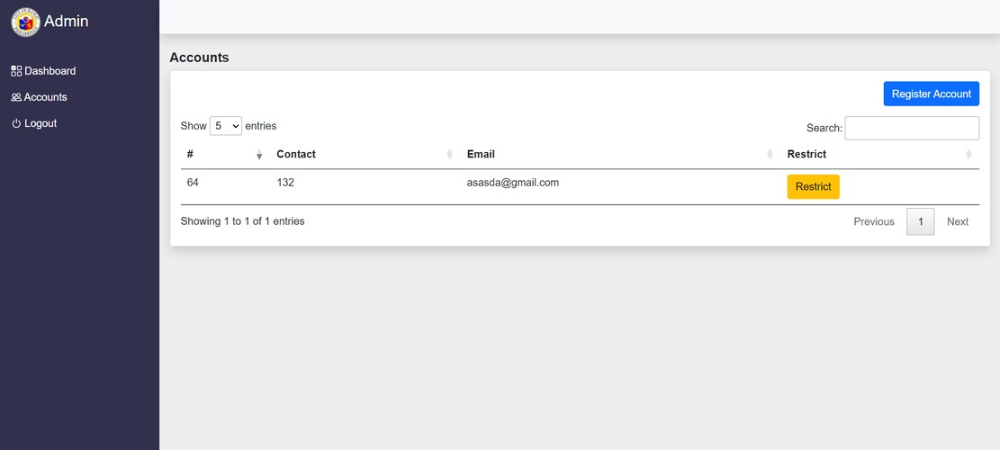 Admin
Dashboard
Accounts
Logout
Accounts
Register Account
Show 5 entries
Search:
# Contact Email Restrict
64 132 asasda@gmail.com Restrict
Showing 1 to 1 of 1 entries
Previous 1 Next